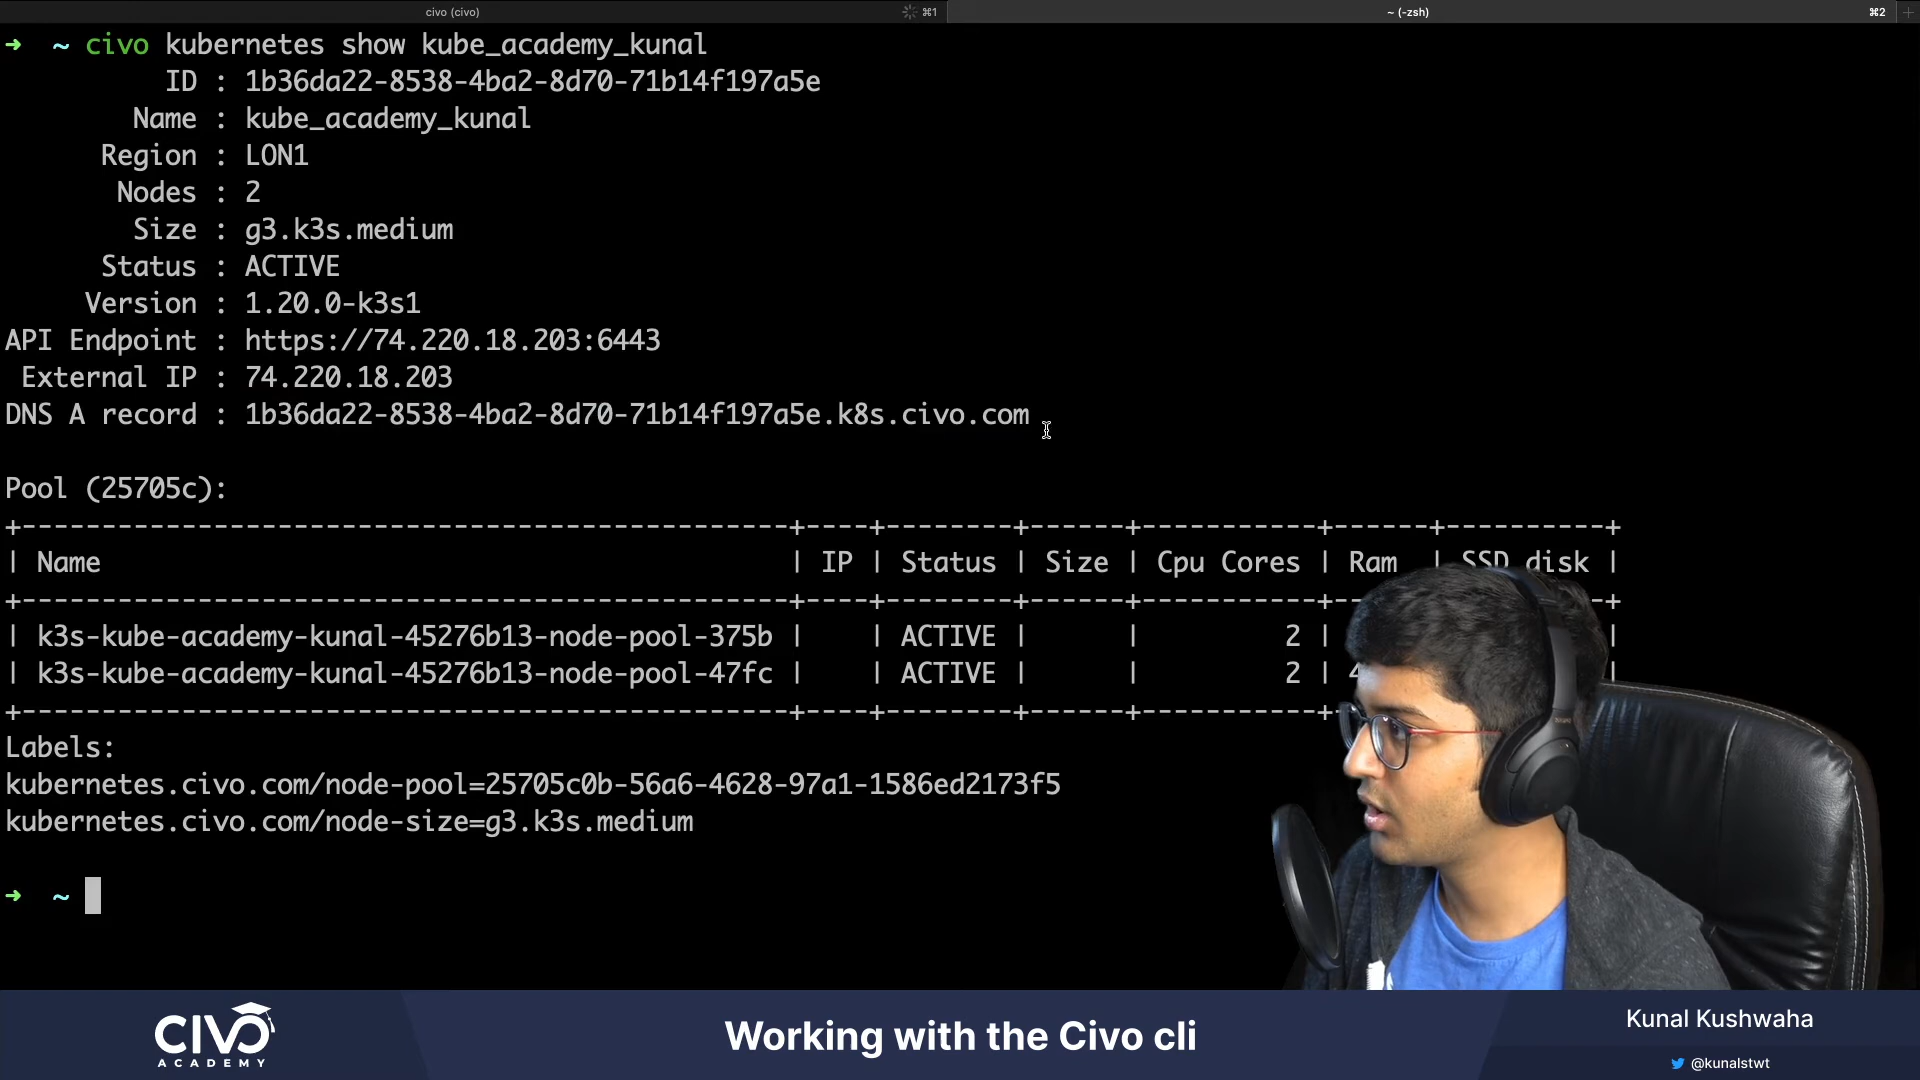 civo (civo) ⌘1 ~ (-zsh) ⌘2
➜ ~ civo kubernetes show kube_academy_kunal
ID : 1b36da22-8538-4ba2-8d70-71b14f197a5e
Name : kube_academy_kunal
Region : LON1
Nodes : 2
Size : g3.k3s.medium
Status : ACTIVE
Version : 1.20.0-k3s1
API Endpoint : https://74.220.18.203:6443
External IP : 74.220.18.203
DNS A record : 1b36da22-8538-4ba2-8d70-71b14f197a5e.k8s.civo.com
Pool (25705c):
+------------------------------------------------+----+--------+------+-----------+------+----------+
| Name | IP | Status | Size | Cpu Cores | Ram | SSD disk |
| k3s-kube-academy-kunal-45276b13-node-pool-375b | | ACTIVE | | 2 | |
| k3s-kube-academy-kunal-45276b13-node-pool-47fc | | ACTIVE | | 2 | |
Labels:
kubernetes.civo.com/node-pool=25705c0b-56a6-4628-97a1-1586ed2173f5
kubernetes.civo.com/node-size=g3.k3s.medium
➜ ~
CIVO
ACADEMY
Working with the Civo cli
Kunal Kushwaha
@kunalstwt